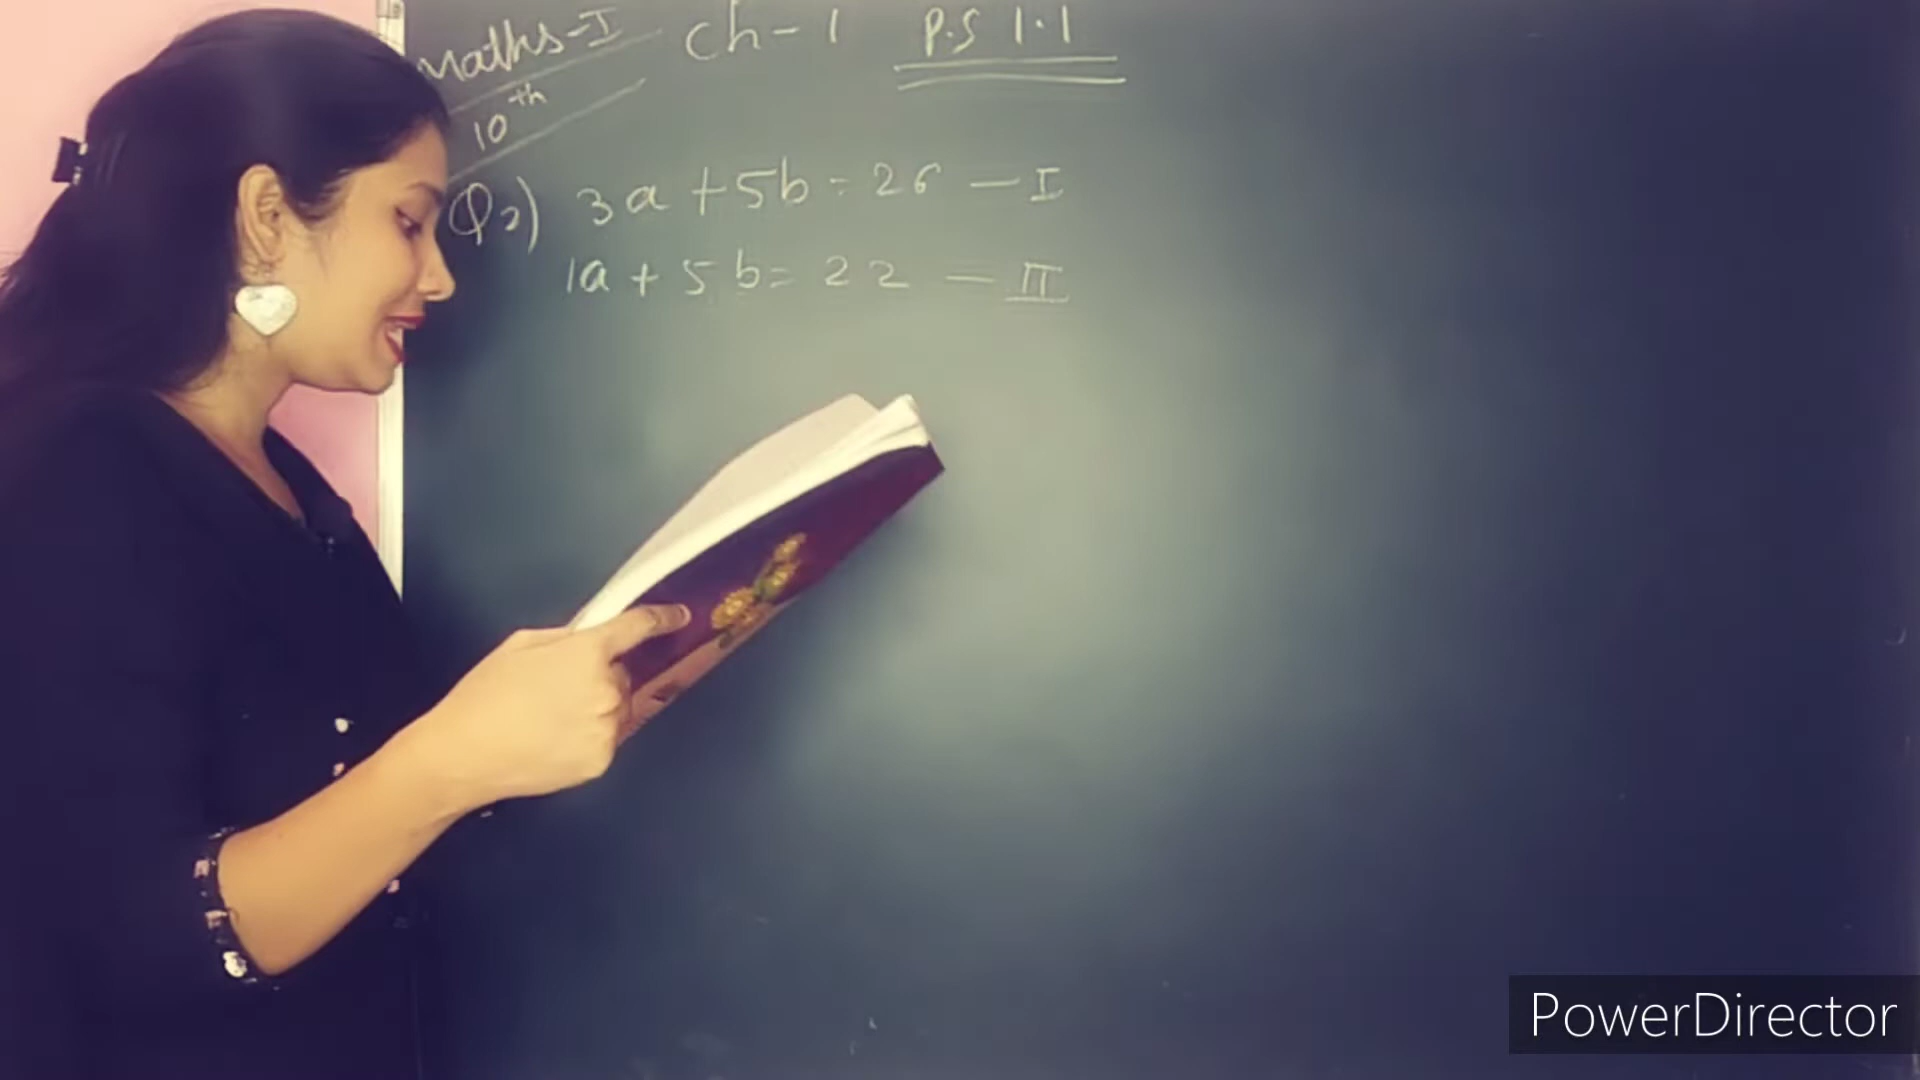 Maths-I Ch-1 P.S 1.1
10th
Q2) 3a + 5b = 26 — I
1a + 5b = 22 — II
PowerDirector